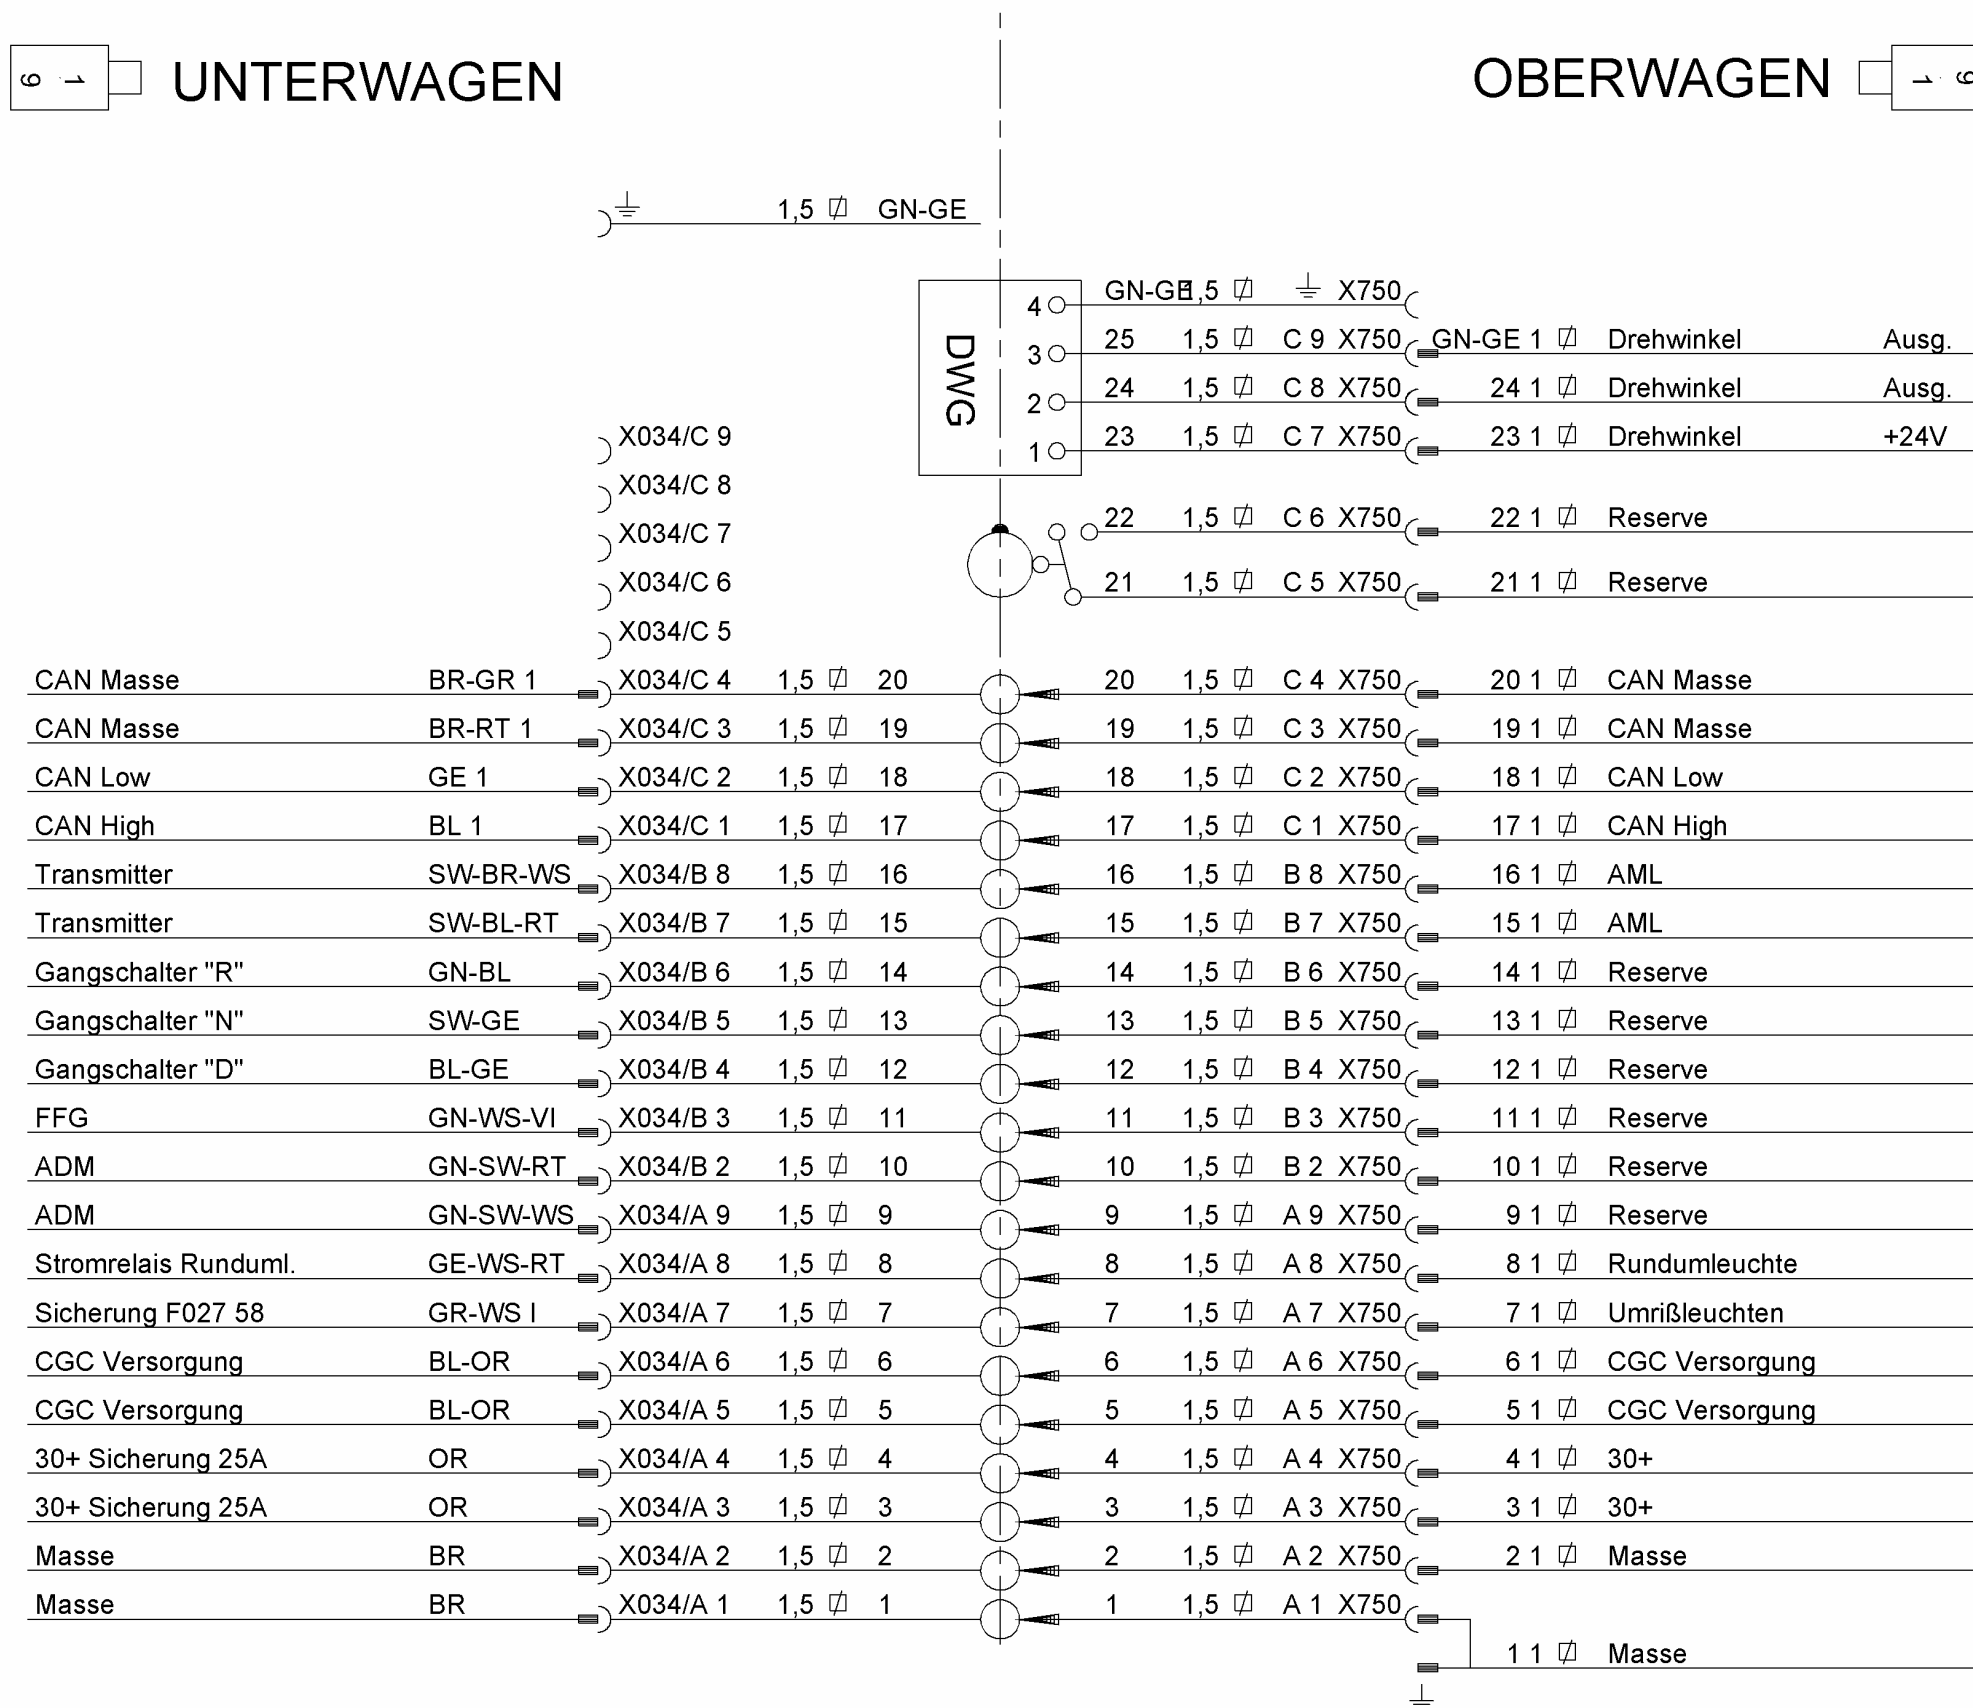 1 9 UNTERWAGEN OBERWAGEN 1 9
1,5 GN-GE
4 GN-GE 1,5 X750
3 25 1,5 C 9 X750 GN-GE 1 Drehwinkel Ausg.
DWG
2 24 1,5 C 8 X750 24 1 Drehwinkel Ausg.
X034/C 9 1 23 1,5 C 7 X750 23 1 Drehwinkel +24V
X034/C 8
22 1,5 C 6 X750 22 1 Reserve
X034/C 7
X034/C 6 21 1,5 C 5 X750 21 1 Reserve
X034/C 5
CAN Masse BR-GR 1 X034/C 4 1,5 20 20 1,5 C 4 X750 20 1 CAN Masse
CAN Masse BR-RT 1 X034/C 3 1,5 19 19 1,5 C 3 X750 19 1 CAN Masse
CAN Low GE 1 X034/C 2 1,5 18 18 1,5 C 2 X750 18 1 CAN Low
CAN High BL 1 X034/C 1 1,5 17 17 1,5 C 1 X750 17 1 CAN High
Transmitter SW-BR-WS X034/B 8 1,5 16 16 1,5 B 8 X750 16 1 AML
Transmitter SW-BL-RT X034/B 7 1,5 15 15 1,5 B 7 X750 15 1 AML
Gangschalter "R" GN-BL X034/B 6 1,5 14 14 1,5 B 6 X750 14 1 Reserve
Gangschalter "N" SW-GE X034/B 5 1,5 13 13 1,5 B 5 X750 13 1 Reserve
Gangschalter "D" BL-GE X034/B 4 1,5 12 12 1,5 B 4 X750 12 1 Reserve
FFG GN-WS-VI X034/B 3 1,5 11 11 1,5 B 3 X750 11 1 Reserve
ADM GN-SW-RT X034/B 2 1,5 10 10 1,5 B 2 X750 10 1 Reserve
ADM GN-SW-WS X034/A 9 1,5 9 9 1,5 A 9 X750 9 1 Reserve
Stromrelais Runduml. GE-WS-RT X034/A 8 1,5 8 8 1,5 A 8 X750 8 1 Rundumleuchte
Sicherung F027 58 GR-WS I X034/A 7 1,5 7 7 1,5 A 7 X750 7 1 Umrißleuchten
CGC Versorgung BL-OR X034/A 6 1,5 6 6 1,5 A 6 X750 6 1 CGC Versorgung
CGC Versorgung BL-OR X034/A 5 1,5 5 5 1,5 A 5 X750 5 1 CGC Versorgung
30+ Sicherung 25A OR X034/A 4 1,5 4 4 1,5 A 4 X750 4 1 30+
30+ Sicherung 25A OR X034/A 3 1,5 3 3 1,5 A 3 X750 3 1 30+
Masse BR X034/A 2 1,5 2 2 1,5 A 2 X750 2 1 Masse
Masse BR X034/A 1 1,5 1 1 1,5 A 1 X750
1 1 Masse